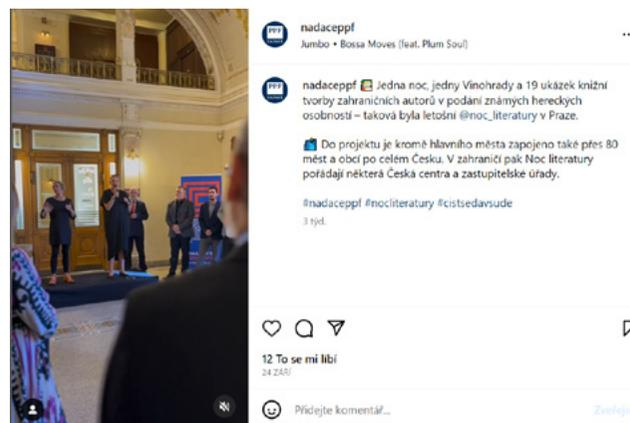 PPF
nadaceppf
Jumbo • Bossa Moves (feat. Plum Soul)
PPF
nadaceppf Jedna noc, jedny Vinohrady a 19 ukázek knižní
tvorby zahraničních autorů v podání známých hereckých
osobností – taková byla letošní @noc_literatury v Praze.
Do projektu je kromě hlavního města zapojeno také přes 80
měst a obcí po celém Česku. V zahraničí pak Noc literatury
pořádají některá Česká centra a zastupitelské úřady.
#nadaceppf #nocliteratury #cistsedavsude
3 týd.
12 To se mi líbí
24 ZÁŘÍ
Přidejte komentář...
Zveřejn